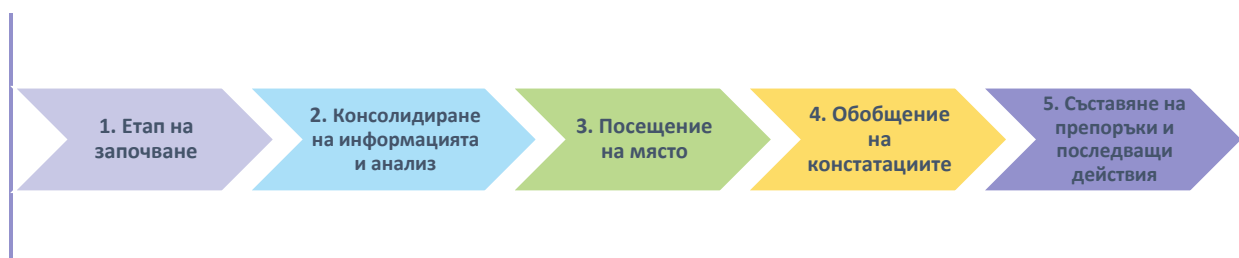 1. Етап на
започване
2. Консолидиране
на информацията
и анализ
3. Посещение
на място
4. Обобщение
на
констатациите
5. Съставяне на
препоръки и
последващи
действия